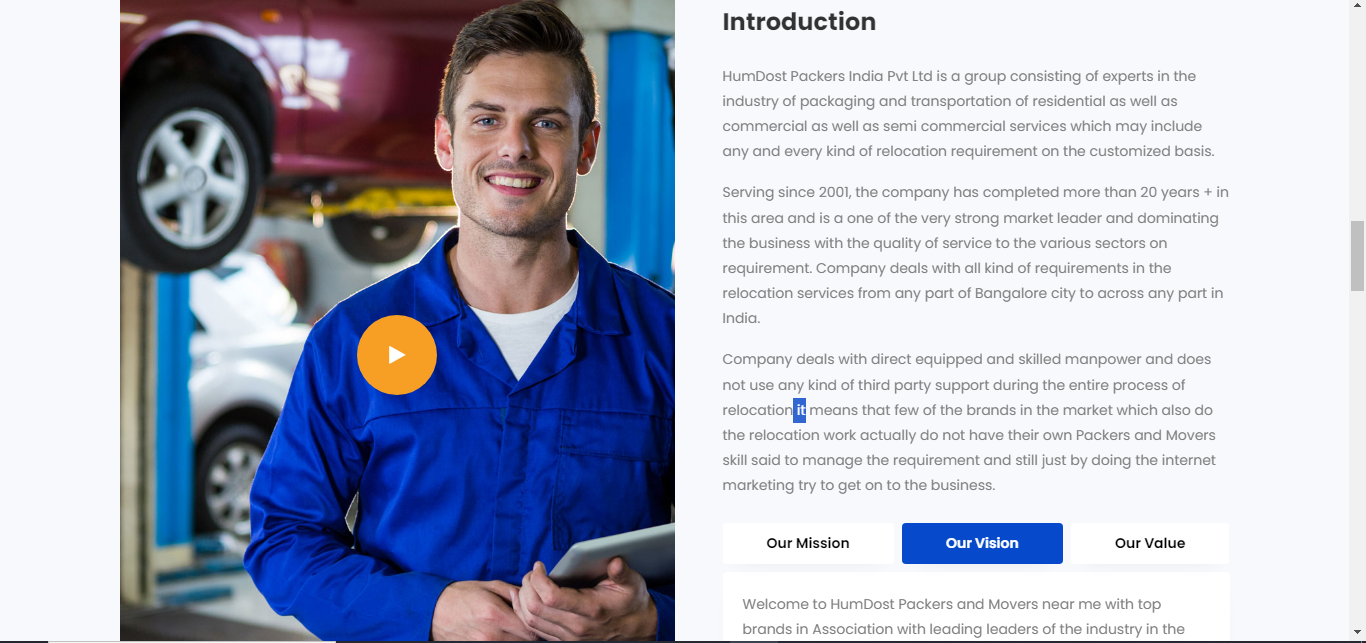 Introduction
HumDost Packers India Pvt Ltd is a group consisting of experts in the
industry of packaging and transportation of residential as well as
commercial as well as semi commercial services which may include
any and every kind of relocation requirement on the customized basis.
Serving since 2001, the company has completed more than 20 years + in
this area and is a one of the very strong market leader and dominating
the business with the quality of service to the various sectors on
requirement. Company deals with all kind of requirements in the
relocation services from any part of Bangalore city to across any part in
India.
Company deals with direct equipped and skilled manpower and does
not use any kind of third party support during the entire process of
relocation it means that few of the brands in the market which also do
the relocation work actually do not have their own Packers and Movers
skill said to manage the requirement and still just by doing the internet
marketing try to get on to the business.
Our Mission Our Vision Our Value
Welcome to HumDost Packers and Movers near me with top
brands in Association with leading leaders of the industry in the